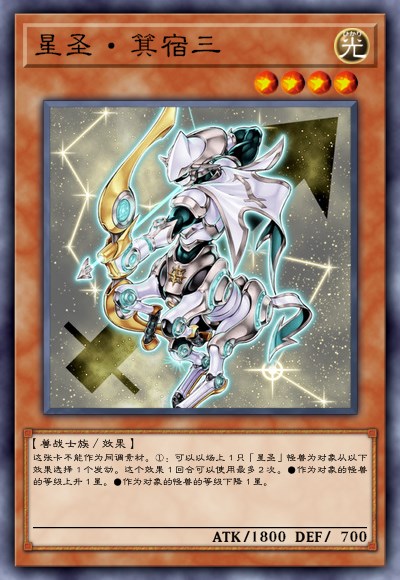 星圣·箕宿三
光
【兽战士族／效果】
这张卡不能作为同调素材。①：可以以场上1只「星圣」怪兽为对象从以下
效果选择1个发动。这个效果1回合可以使用最多2次。●作为对象的怪兽
的等级上升1星。●作为对象的怪兽的等级下降1星。
ATK/1800 DEF/ 700